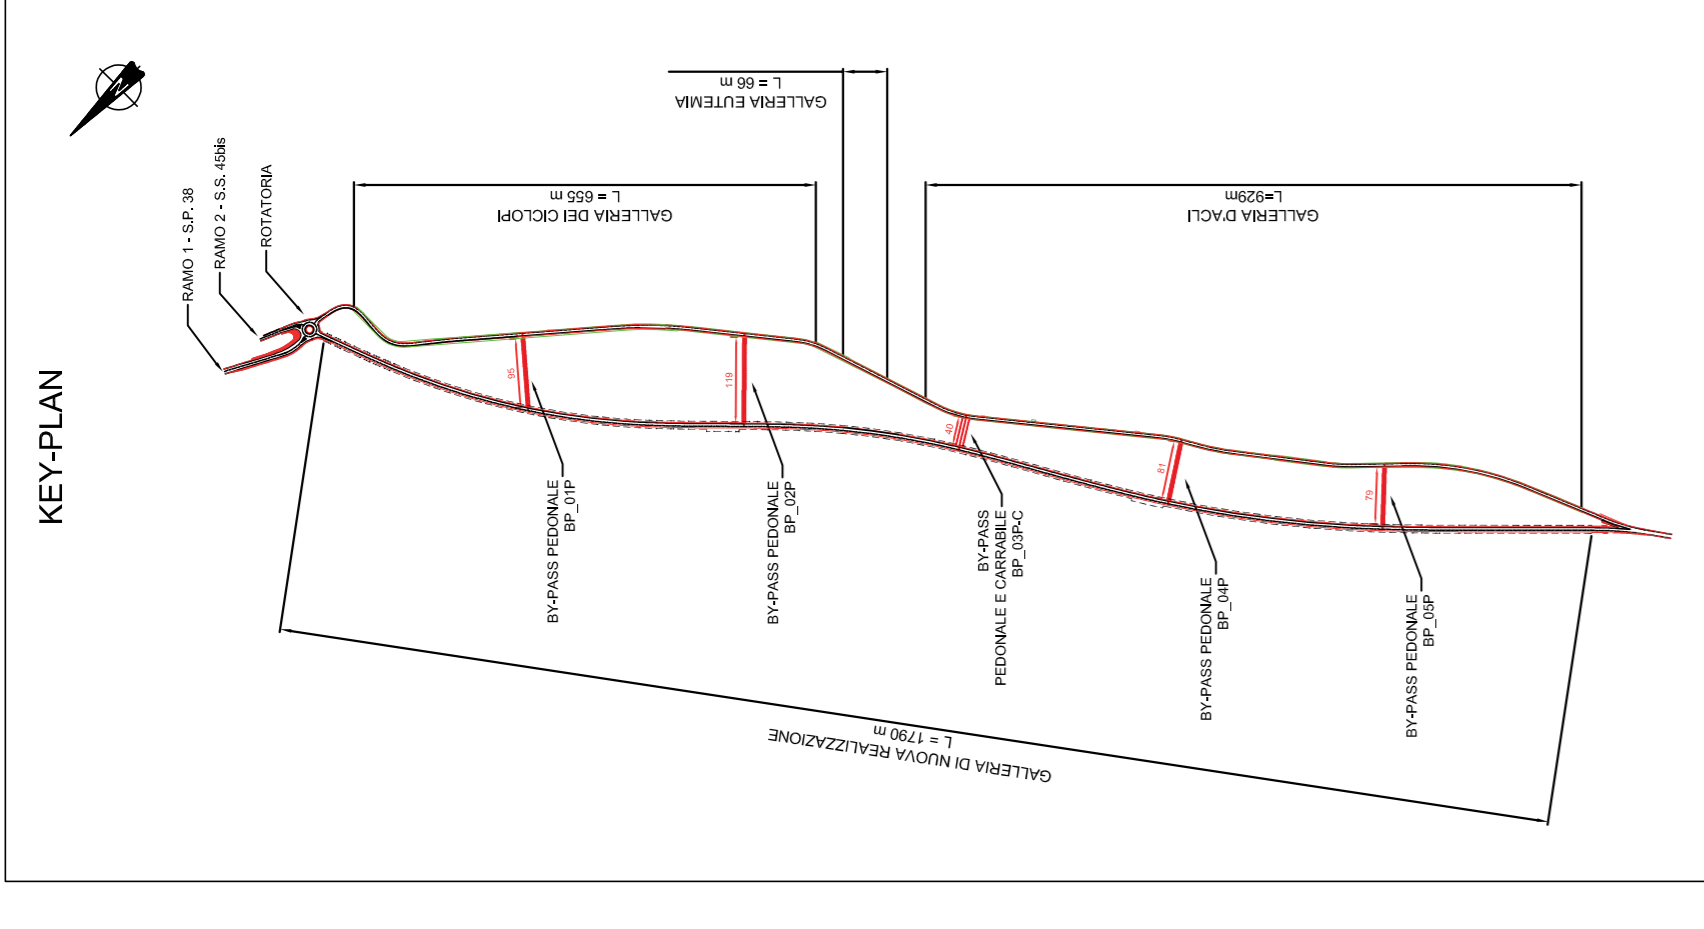 KEY-PLAN
RAMO 1 - S.P. 38
RAMO 2 - S.S. 45bis
ROTATORIA
GALLERIA DEI CICLOPI
L = 655 m
GALLERIA EUTEMIA
L = 66 m
GALLERIA D'ACLI
L=929m
95
119
40
81
79
BY-PASS PEDONALE
BP_01P
BY-PASS PEDONALE
BP_02P
BY-PASS
PEDONALE E CARRABILE
BP_03P-C
BY-PASS PEDONALE
BP_04P
BY-PASS PEDONALE
BP_05P
GALLERIA DI NUOVA REALIZZAZIONE
L = 1790 m